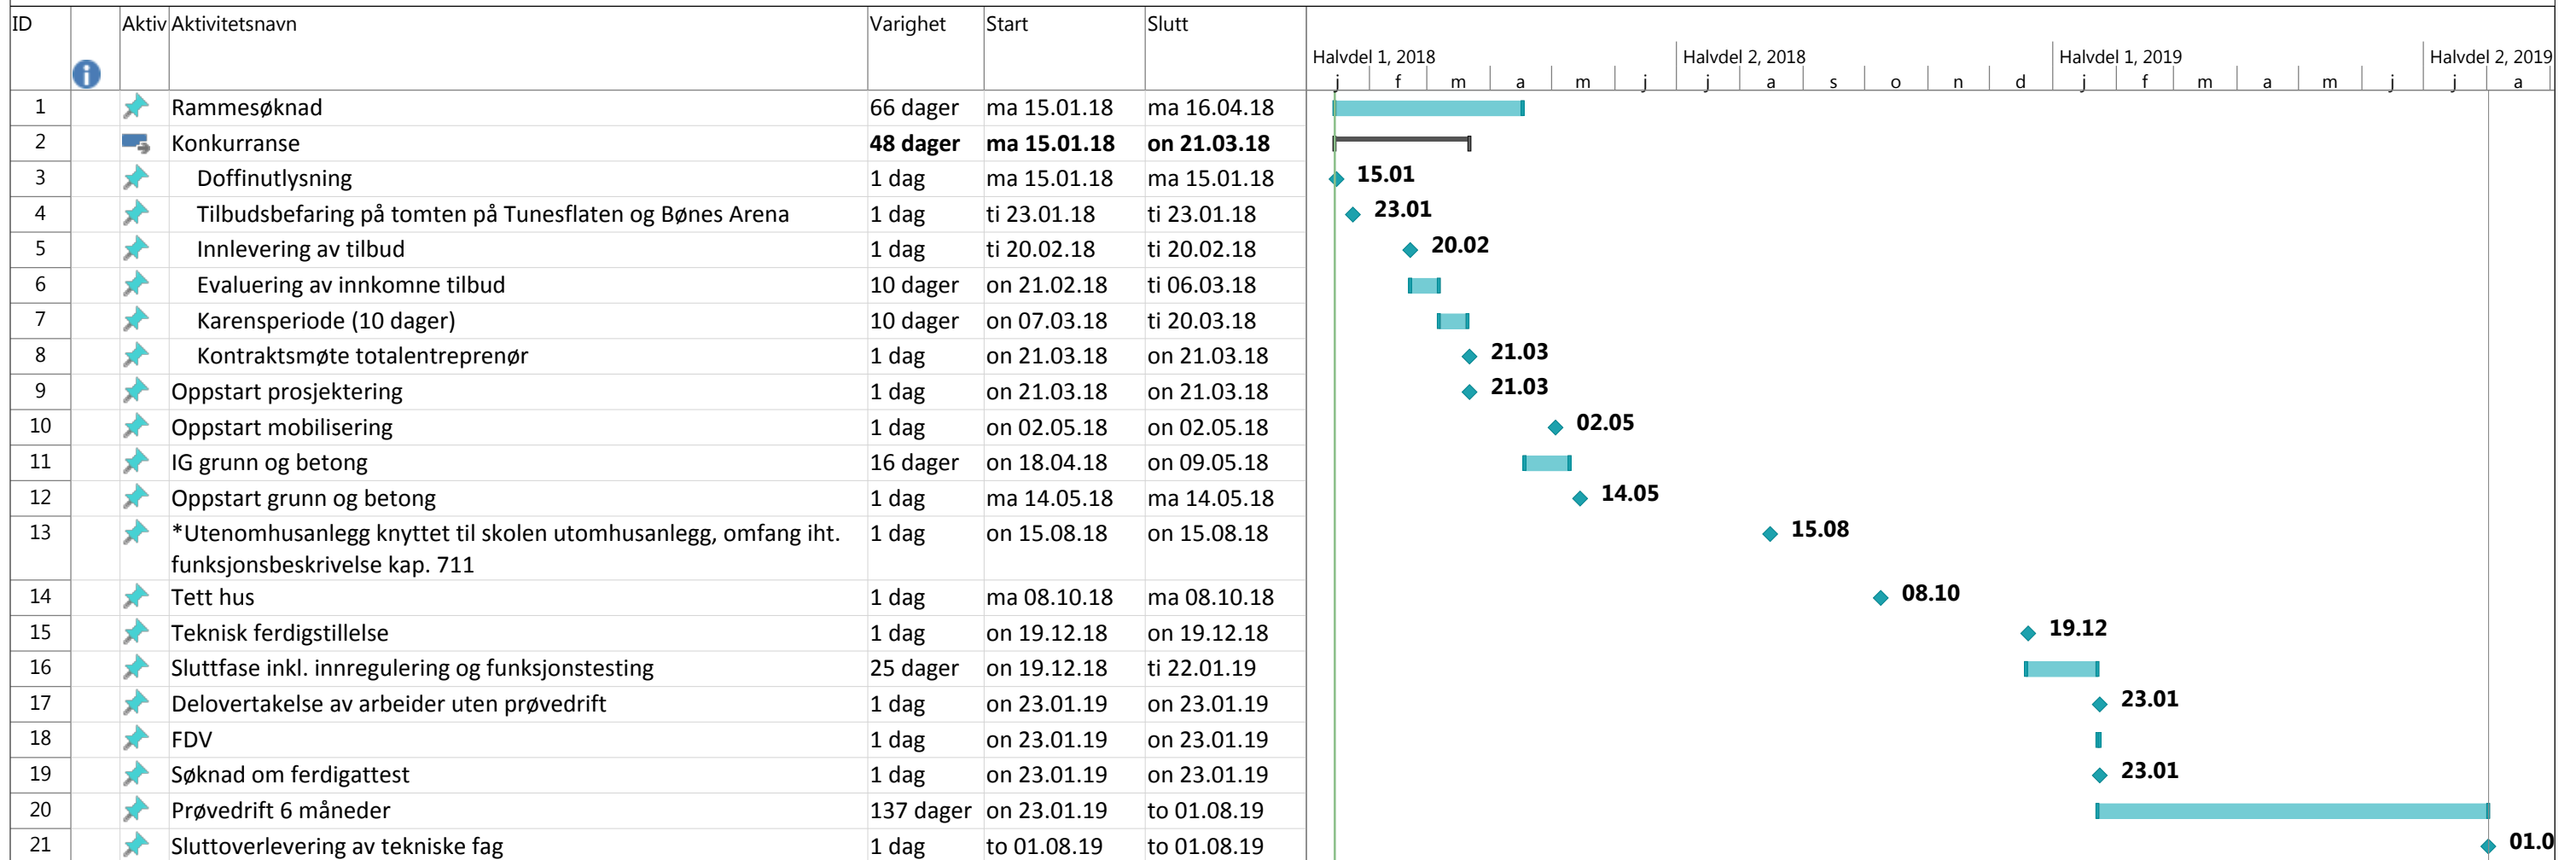 ID Aktiv Aktivitetsnavn Varighet Start Slutt
Halvdel 1, 2018 Halvdel 2, 2018 Halvdel 1, 2019 Halvdel 2, 2019
j f m a m j j a s o n d j f m a m j j a
1 Rammesøknad 66 dager ma 15.01.18 ma 16.04.18
2 Konkurranse 48 dager ma 15.01.18 on 21.03.18
3 Doffinutlysning 1 dag ma 15.01.18 ma 15.01.18 15.01
4 Tilbudsbefaring på tomten på Tunesflaten og Bønes Arena 1 dag ti 23.01.18 ti 23.01.18 23.01
5 Innlevering av tilbud 1 dag ti 20.02.18 ti 20.02.18 20.02
6 Evaluering av innkomne tilbud 10 dager on 21.02.18 ti 06.03.18
7 Karensperiode (10 dager) 10 dager on 07.03.18 ti 20.03.18
8 Kontraktsmøte totalentreprenør 1 dag on 21.03.18 on 21.03.18 21.03
9 Oppstart prosjektering 1 dag on 21.03.18 on 21.03.18 21.03
10 Oppstart mobilisering 1 dag on 02.05.18 on 02.05.18 02.05
11 IG grunn og betong 16 dager on 18.04.18 on 09.05.18
12 Oppstart grunn og betong 1 dag ma 14.05.18 ma 14.05.18 14.05
13 *Utenomhusanlegg knyttet til skolen utomhusanlegg, omfang iht. 1 dag on 15.08.18 on 15.08.18 15.08
funksjonsbeskrivelse kap. 711
14 Tett hus 1 dag ma 08.10.18 ma 08.10.18 08.10
15 Teknisk ferdigstillelse 1 dag on 19.12.18 on 19.12.18 19.12
16 Sluttfase inkl. innregulering og funksjonstesting 25 dager on 19.12.18 ti 22.01.19
17 Delovertakelse av arbeider uten prøvedrift 1 dag on 23.01.19 on 23.01.19 23.01
18 FDV 1 dag on 23.01.19 on 23.01.19
19 Søknad om ferdigattest 1 dag on 23.01.19 on 23.01.19 23.01
20 Prøvedrift 6 måneder 137 dager on 23.01.19 to 01.08.19
21 Sluttoverlevering av tekniske fag 1 dag to 01.08.19 to 01.08.19 01.0